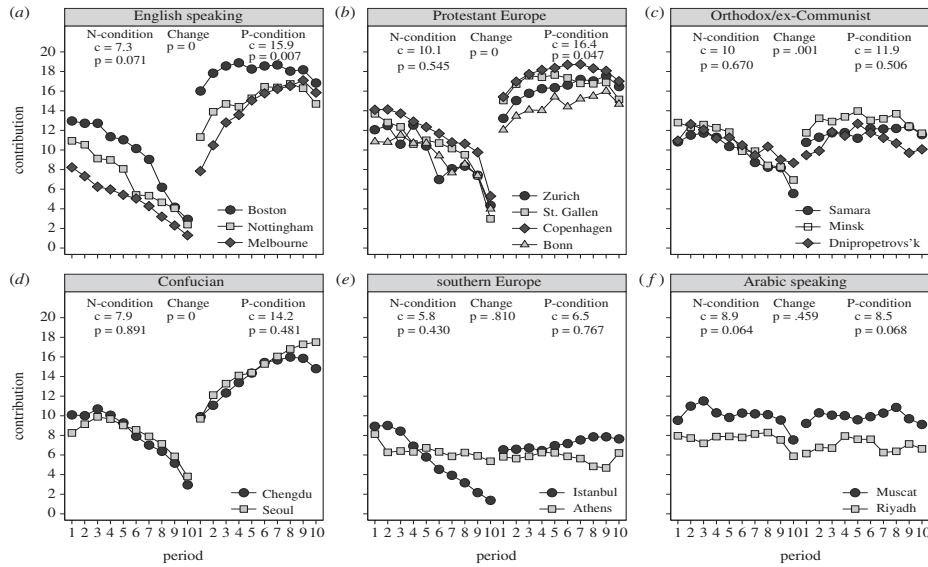 (a) English speaking
N-condition Change P-condition
c = 7.3 p = 0 c = 15.9
p = 0.071 p = 0.007
contribution
20
18
16
14
12
10
8
6
4
2
0
Boston
Nottingham
Melbourne
(b) Protestant Europe
N-condition Change P-condition
c = 10.1 p = 0 c = 16.4
p = 0.545 p = 0.047
Zurich
St. Gallen
Copenhagen
Bonn
(c) Orthodox/ex-Communist
N-condition Change P-condition
c = 10 p = .001 c = 11.9
p = 0.670 p = 0.506
Samara
Minsk
Dnipropetrovs'k
(d) Confucian
N-condition Change P-condition
c = 7.9 p = 0 c = 14.2
p = 0.891 p = 0.481
contribution
20
18
16
14
12
10
8
6
4
2
0
Chengdu
Seoul
1 2 3 4 5 6 7 8 9 10 1 2 3 4 5 6 7 8 9 10
period
(e) southern Europe
N-condition Change P-condition
c = 5.8 p = .810 c = 6.5
p = 0.430 p = 0.767
Istanbul
Athens
1 2 3 4 5 6 7 8 9 10 1 2 3 4 5 6 7 8 9 10
period
(f) Arabic speaking
N-condition Change P-condition
c = 8.9 p = .459 c = 8.5
p = 0.064 p = 0.068
Muscat
Riyadh
1 2 3 4 5 6 7 8 9 10 1 2 3 4 5 6 7 8 9 10
period